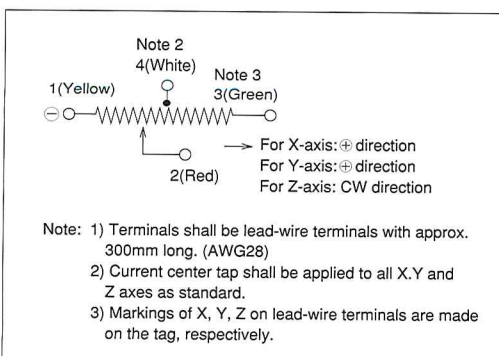 Note 2
4(White)
Note 3
1(Yellow)
3(Green)
⊖
2(Red)
For X-axis: ⊕ direction
For Y-axis: ⊕ direction
For Z-axis: CW direction
Note: 1) Terminals shall be lead-wire terminals with approx.
300mm long. (AWG28)
2) Current center tap shall be applied to all X.Y and
Z axes as standard.
3) Markings of X, Y, Z on lead-wire terminals are made
on the tag, respectively.